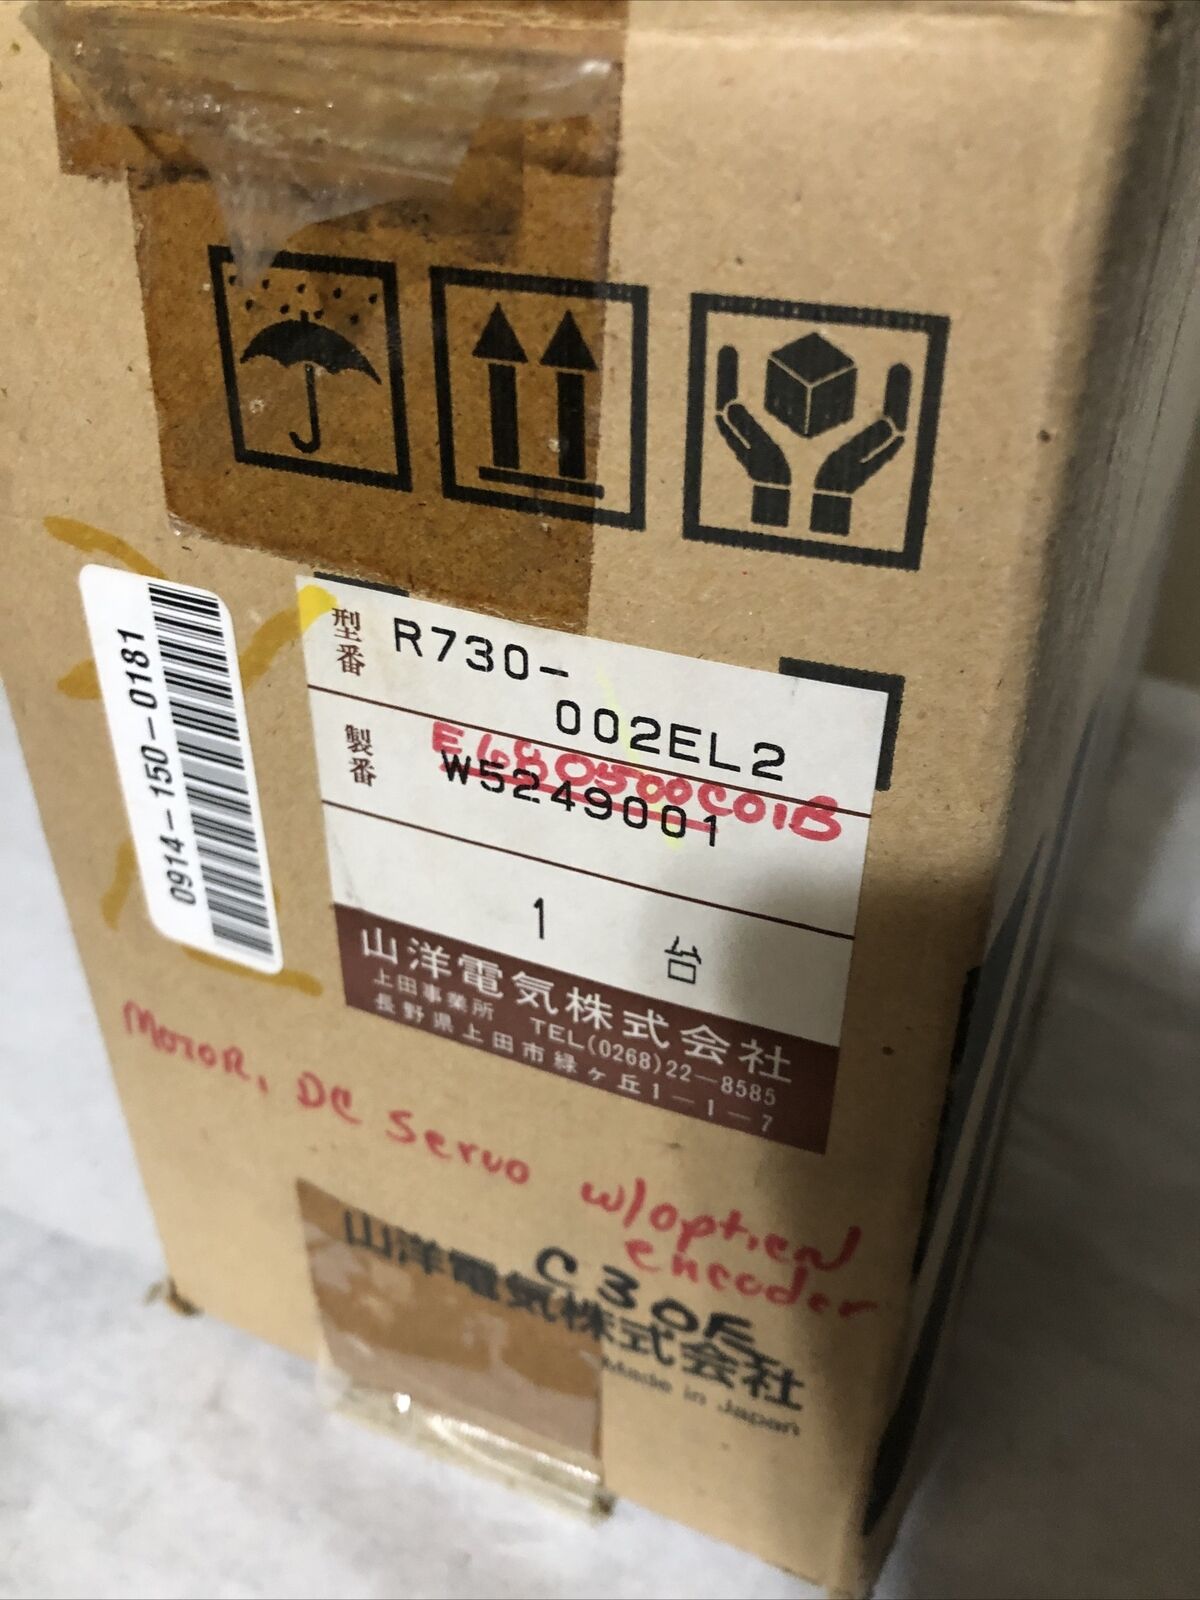 0914-150-0181
型番 R730-
002EL2
E680500C01B
製番 W5249001
1 台
山洋電気株式会社
上田事業所 TEL(0268)22-8585
長野県上田市緑ヶ丘1-1-7
MOTOR, DC Servo w/option
encoder
C30E
山洋電気株式会社
Made in Japan